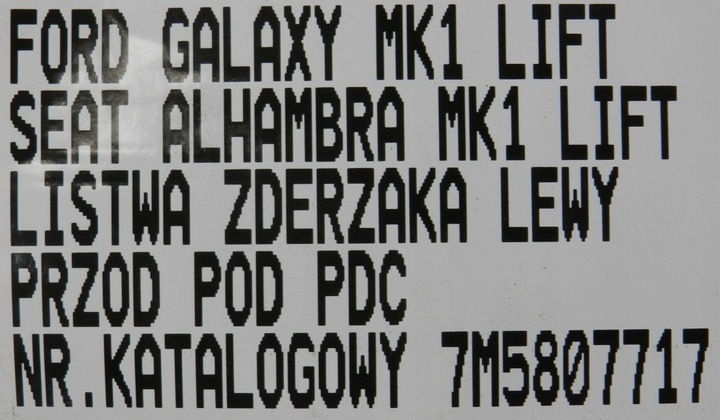 FORD GALAXY MK1 LIFT
SEAT ALHAMBRA MK1 LIFT
LISTWA ZDERZAKA LEWY
PRZOD POD PDC
NR.KATALOGOWY 7M5807717